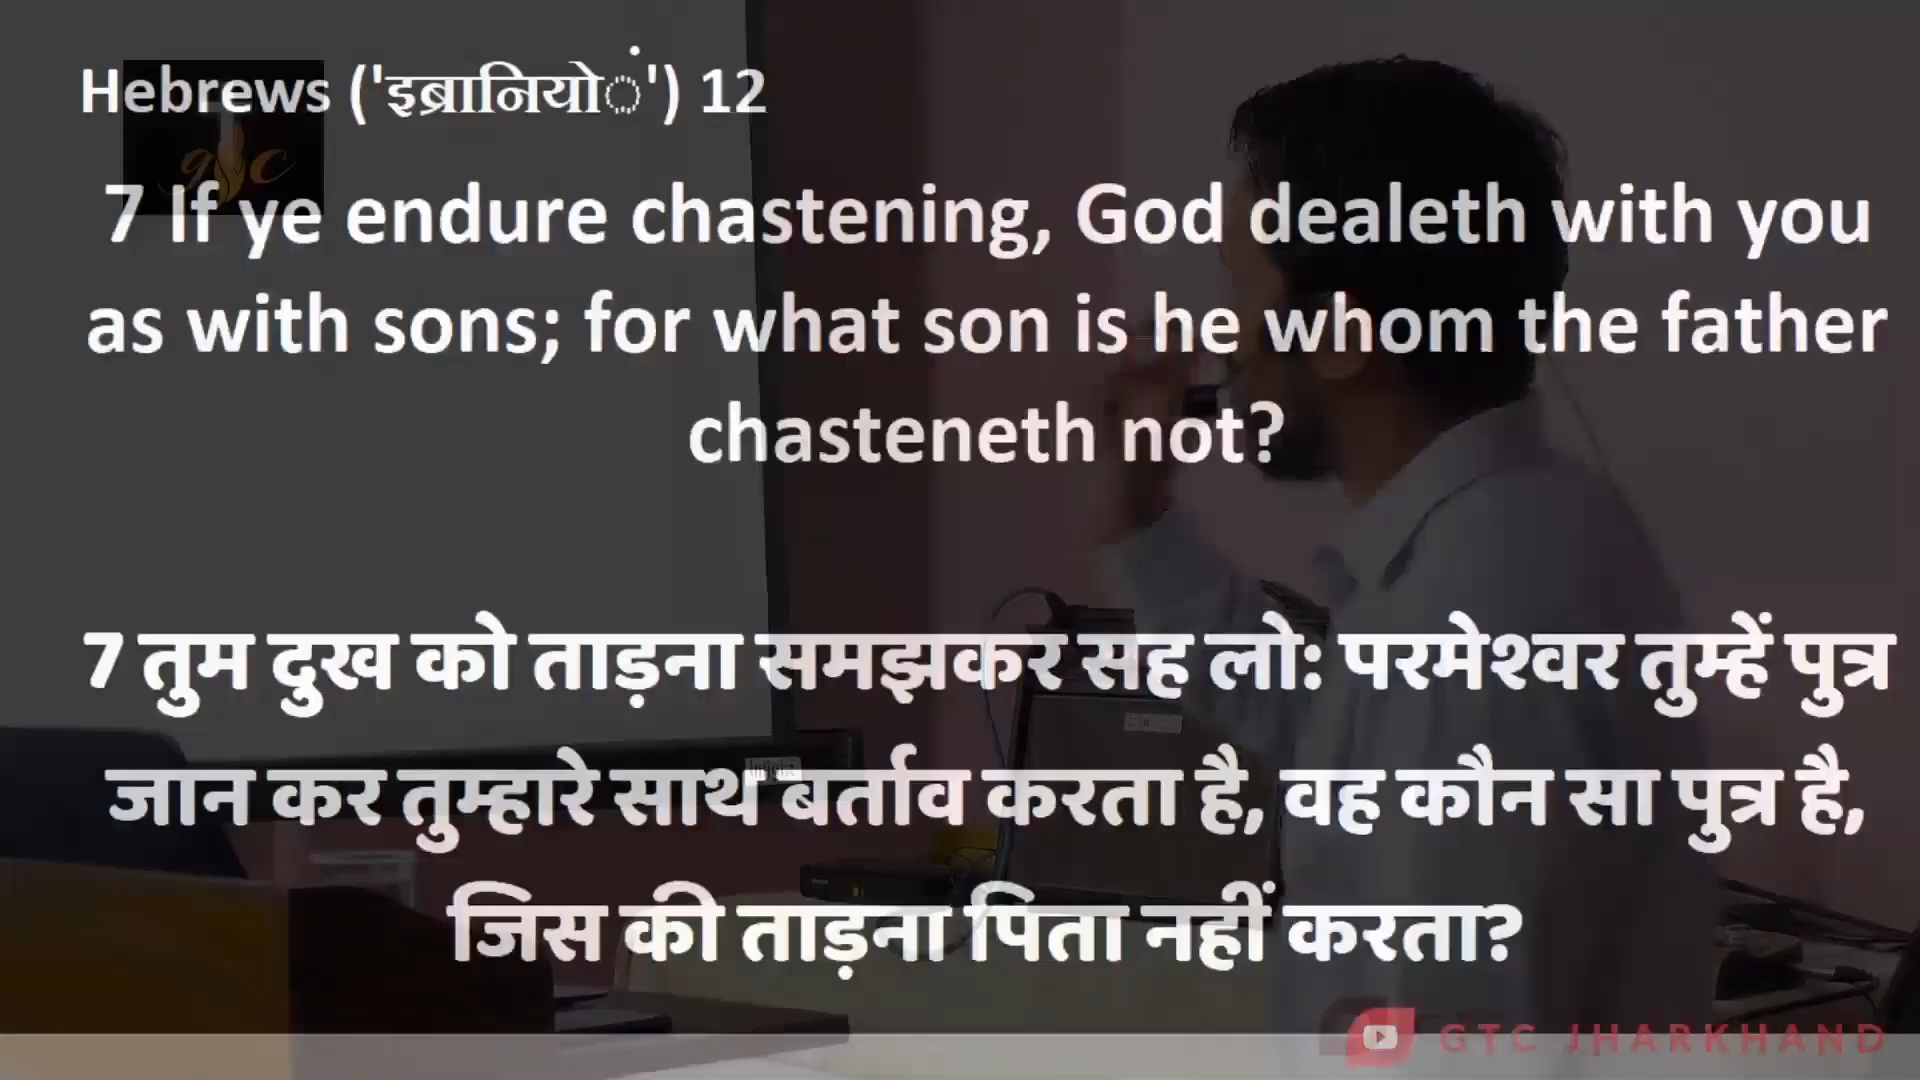 Hebrews ('इब्रानियों') 12
gtc
7 If ye endure chastening, God dealeth with you
as with sons; for what son is he whom the father
chasteneth not?
7 तुम दुख को ताड़ना समझकर सह लो: परमेश्वर तुम्हें पुत्र
जान कर तुम्हारे साथ बर्ताव करता है, वह कौन सा पुत्र है,
जिस की ताड़ना पिता नहीं करता?
GTC JHARKHAND